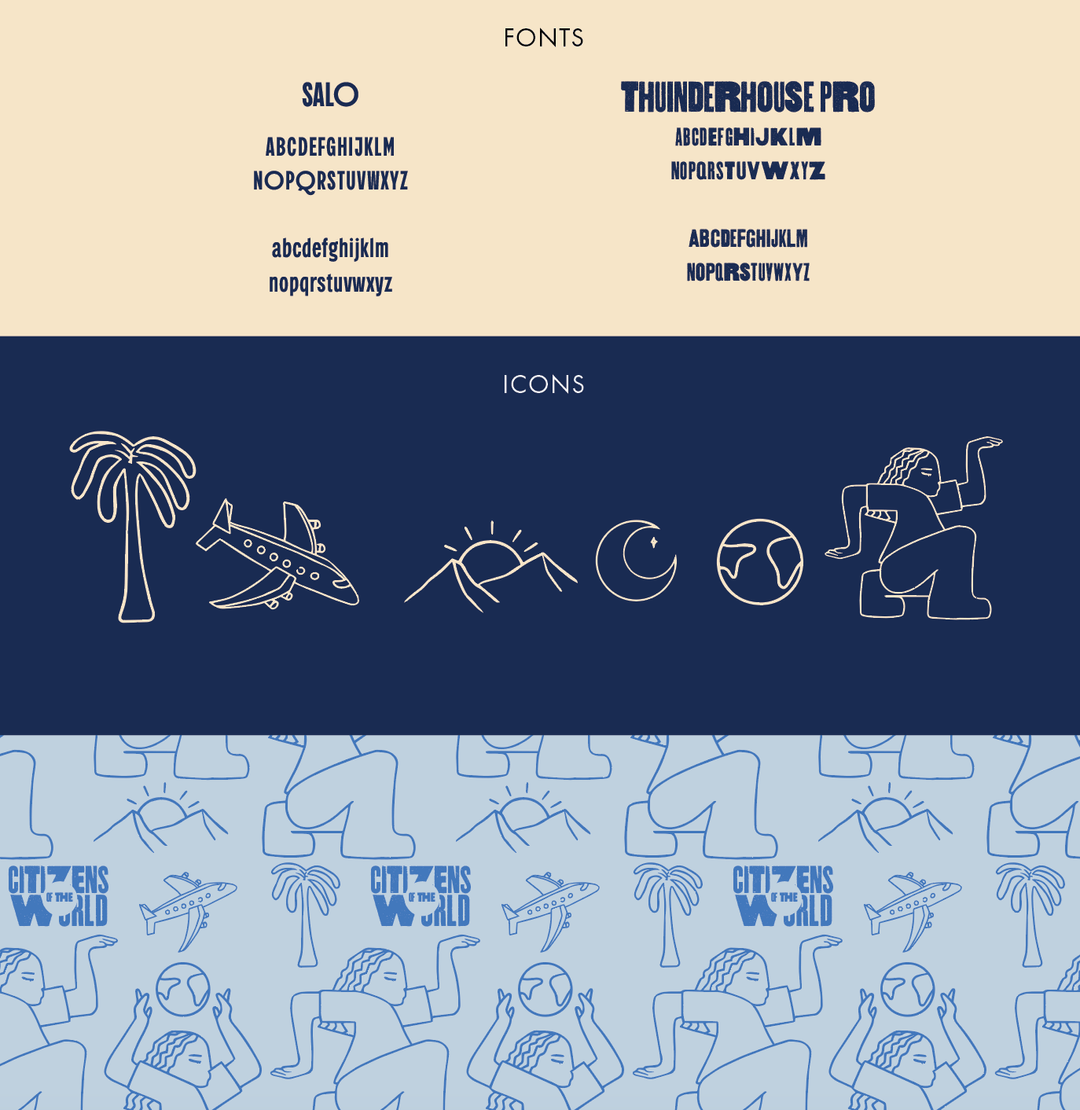 FONTS
SALO
ABCDEFGHIJKLM
NOPQRSTUVWXYZ
abcdefghijklm
nopqrstuvwxyz
THUINDERHOUSE PRO
ABCDEFGHIJKLM
NOPQRSTUVWXYZ
ABCDEFGHIJKLM
NOPQRSTUVWXYZ
ICONS
CITIZENS
OF THE
WORLD
CITIZENS
OF THE
WORLD
CITIZENS
OF THE
WORLD